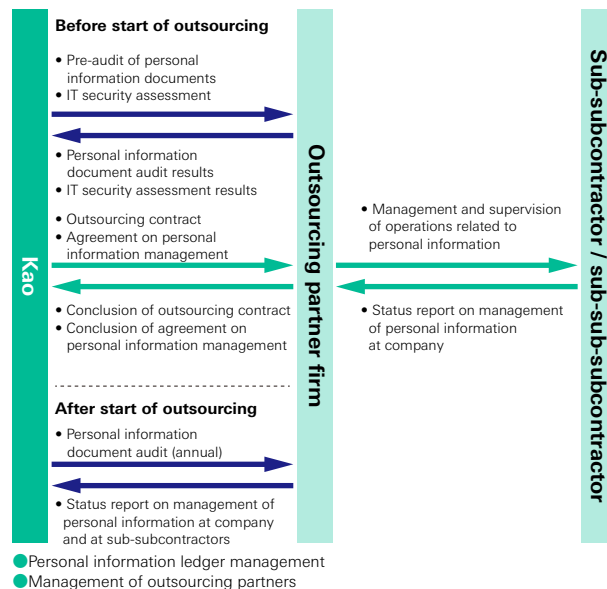 Before start of outsourcing
• Pre-audit of personal
information documents
• IT security assessment
• Personal information
document audit results
• IT security assessment results
• Outsourcing contract
• Agreement on personal
information management
• Conclusion of outsourcing contract
• Conclusion of agreement on
personal information management
After start of outsourcing
• Personal information
document audit (annual)
• Status report on management of
personal information at company
and at sub-subcontractors
Kao
Outsourcing partner firm
• Management and supervision
of operations related to
personal information
• Status report on management
of personal information
at company
Sub-subcontractor / sub-sub-subcontractor
●Personal information ledger management
●Management of outsourcing partners